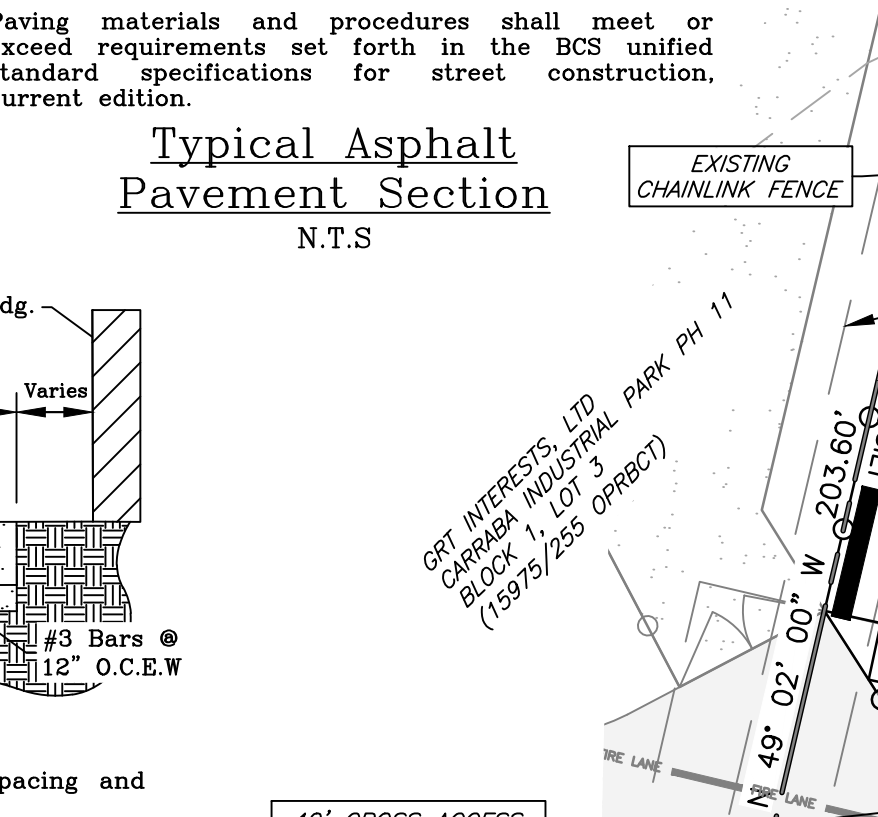 Paving materials and procedures shall meet or
exceed requirements set forth in the BCS unified
standard specifications for street construction,
current edition.
Typical Asphalt
Pavement Section
N.T.S
EXISTING
CHAINLINK FENCE
dg.
Varies
GRT INTERESTS, LTD
CARRABA INDUSTRIAL PARK PH 11
BLOCK 1, LOT 3
(15975/255 OPRBCT)
N 49° 02' 00" W 203.60'
#3 Bars @
12" O.C.E.W
FIRE LANE
FIRE LANE
pacing and